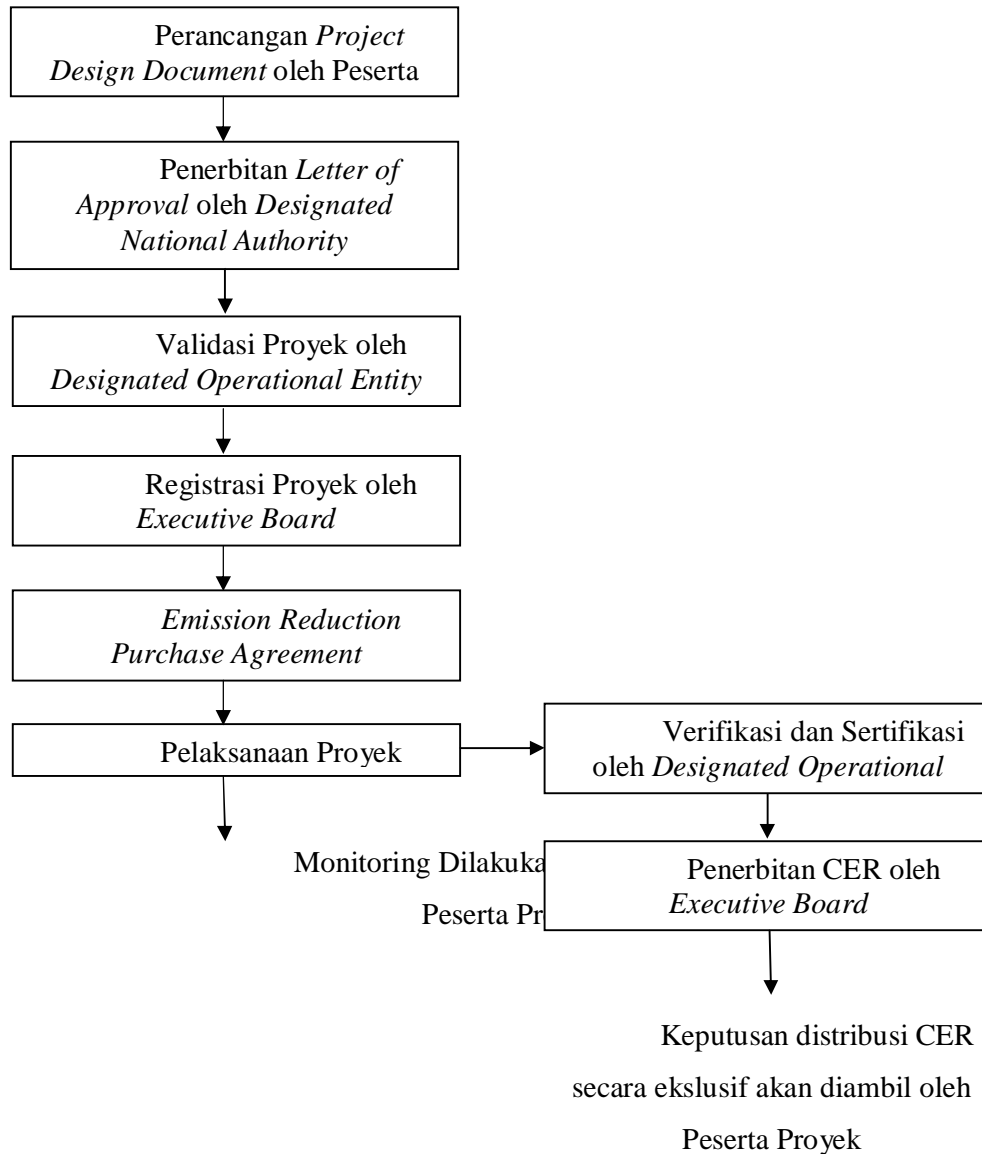 Perancangan Project
Design Document oleh Peserta
Penerbitan Letter of
Approval oleh Designated
National Authority
Validasi Proyek oleh
Designated Operational Entity
Registrasi Proyek oleh
Executive Board
Emission Reduction
Purchase Agreement
Pelaksanaan Proyek
Verifikasi dan Sertifikasi
oleh Designated Operational
Monitoring
Peserta
Penerbitan CER oleh
Executive Board
Keputusan distribusi CER
secara ekslusif akan diambil oleh
Peserta Proyek